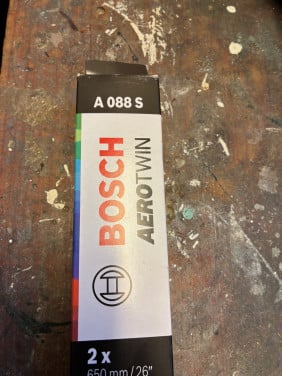 A 088 S
BOSCH
AEROTWIN
2 x
650 mm / 26"